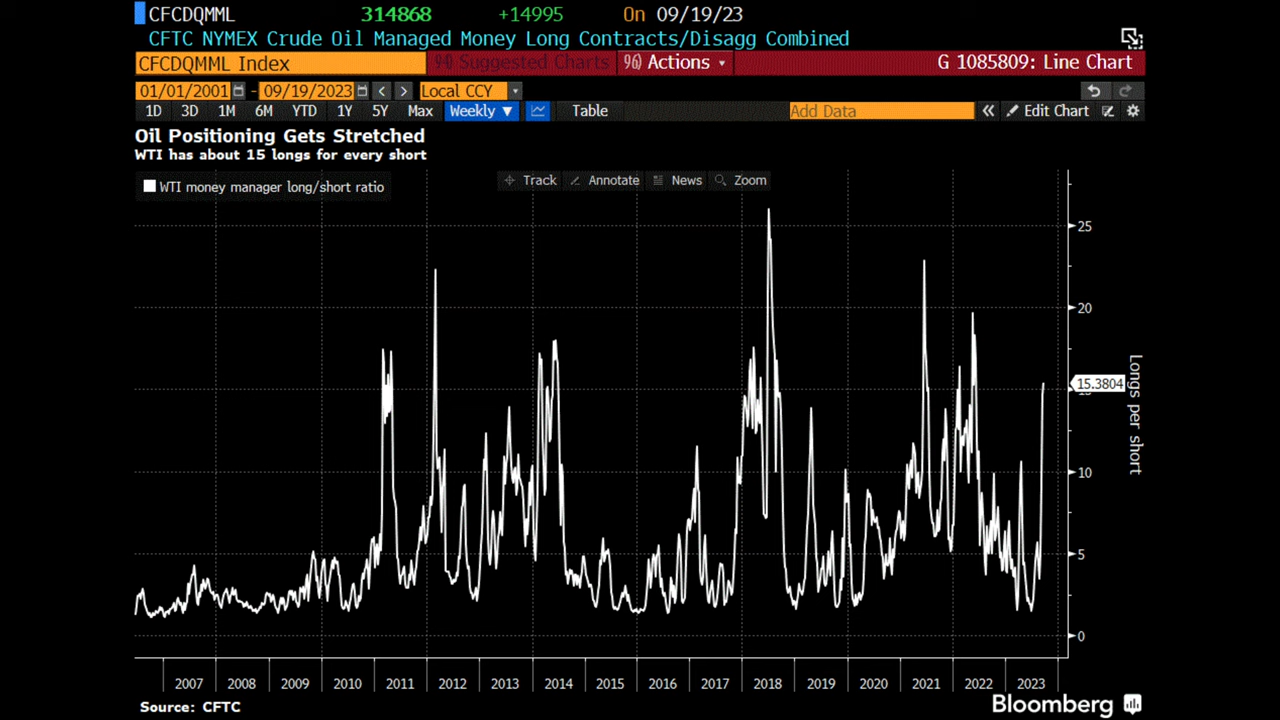 CFCDQMML 314868 +14995 On 09/19/23
CFTC NYMEX Crude Oil Managed Money Long Contracts/Disagg Combined
CFCDQMML Index 94) Suggested Charts 96) Actions G 1085809: Line Chart
01/01/2001 - 09/19/2023 < > Local CCY
1D 3D 1M 6M YTD 1Y 5Y Max Weekly ▼ Table Add Data « Edit Chart
Oil Positioning Gets Stretched
WTI has about 15 longs for every short
WTI money manager long/short ratio
Track Annotate News Zoom
25
20
15.3804
10
5
0
Longs per short
2007 2008 2009 2010 2011 2012 2013 2014 2015 2016 2017 2018 2019 2020 2021 2022 2023
Source: CFTC
Bloomberg